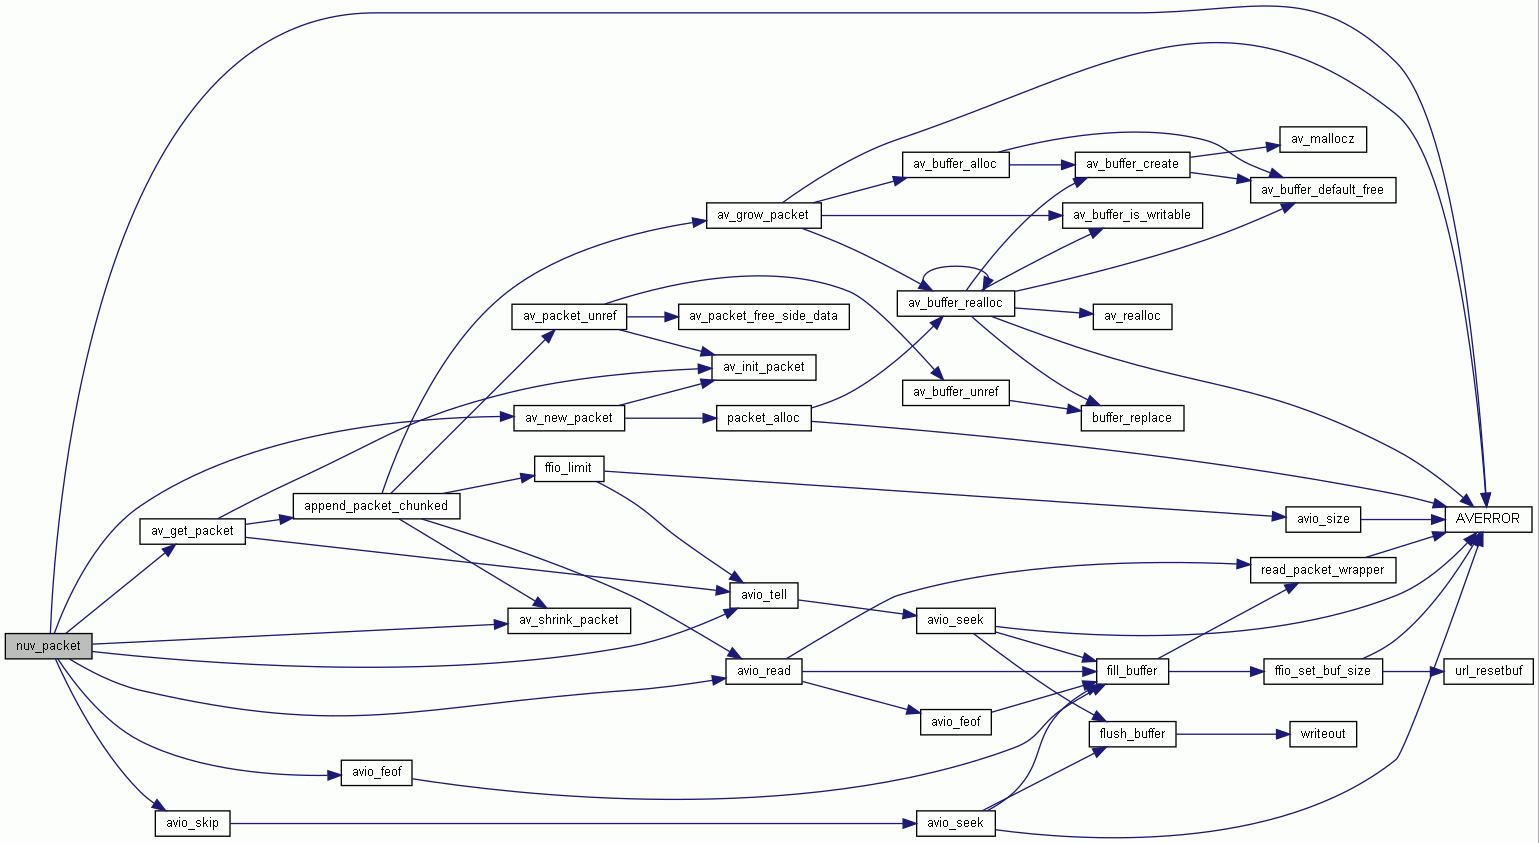 av_mallocz
av_buffer_alloc
av_buffer_create
av_buffer_default_free
av_grow_packet
av_buffer_is_writable
av_buffer_realloc
av_packet_unref
av_packet_free_side_data
av_realloc
av_init_packet
av_buffer_unref
av_new_packet
packet_alloc
buffer_replace
ffio_limit
append_packet_chunked
av_get_packet
avio_size
AVERROR
read_packet_wrapper
avio_tell
av_shrink_packet
avio_seek
nuv_packet
avio_read
fill_buffer
ffio_set_buf_size
url_resetbuf
avio_feof
flush_buffer
writeout
avio_feof
avio_skip
avio_seek